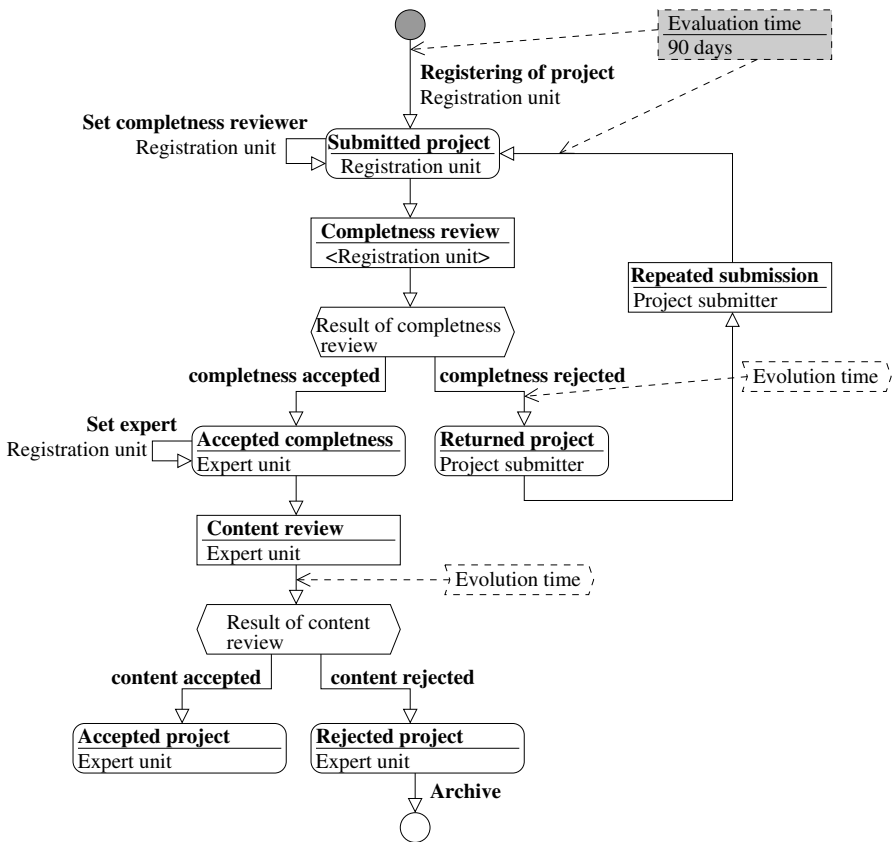 Evaluation time
90 days
Registering of project
Registration unit
Set completness reviewer
Registration unit
Submitted project
Registration unit
Completness review
<Registration unit>
Repeated submission
Project submitter
Result of completness
review
completness accepted
completness rejected
Evolution time
Set expert
Registration unit
Accepted completness
Expert unit
Returned project
Project submitter
Content review
Expert unit
Evolution time
Result of content
review
content accepted
content rejected
Accepted project
Expert unit
Rejected project
Expert unit
Archive